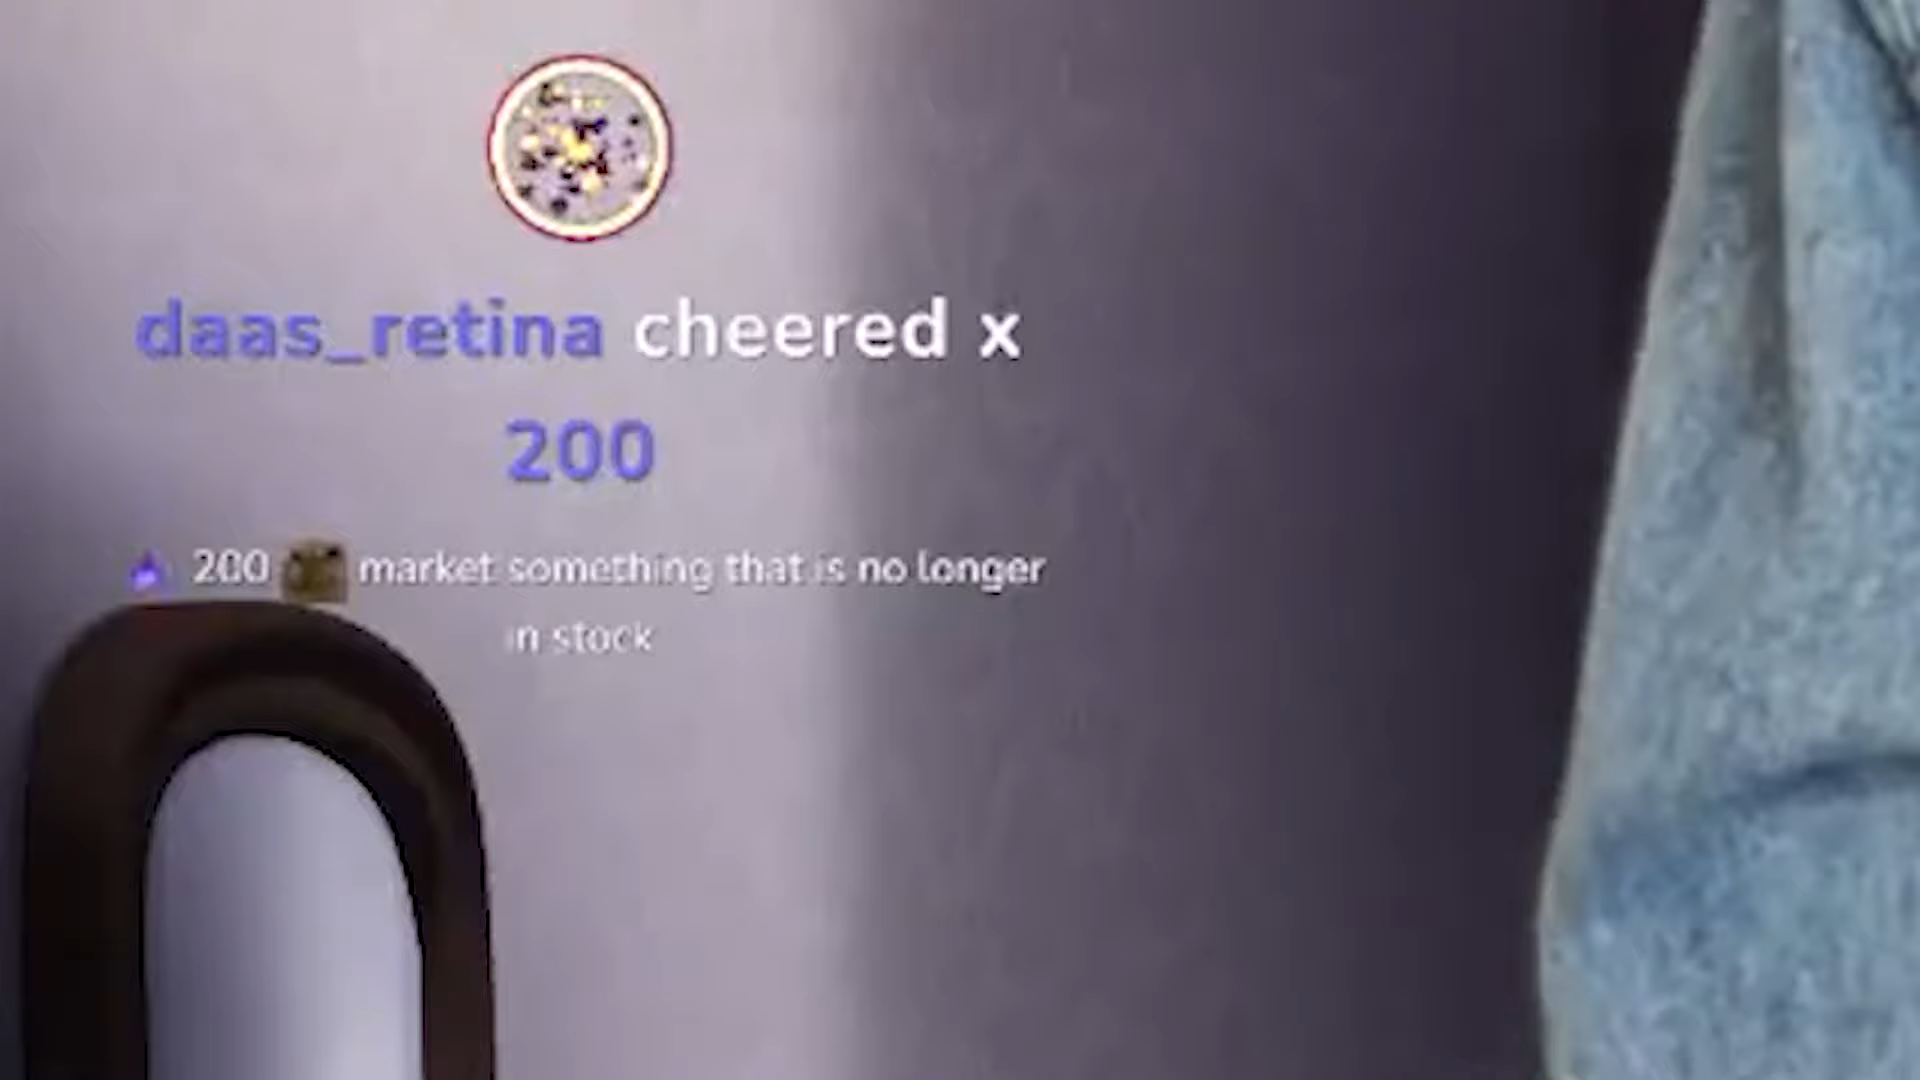 daas_retina cheered x
200
200 market something that is no longer
in stock